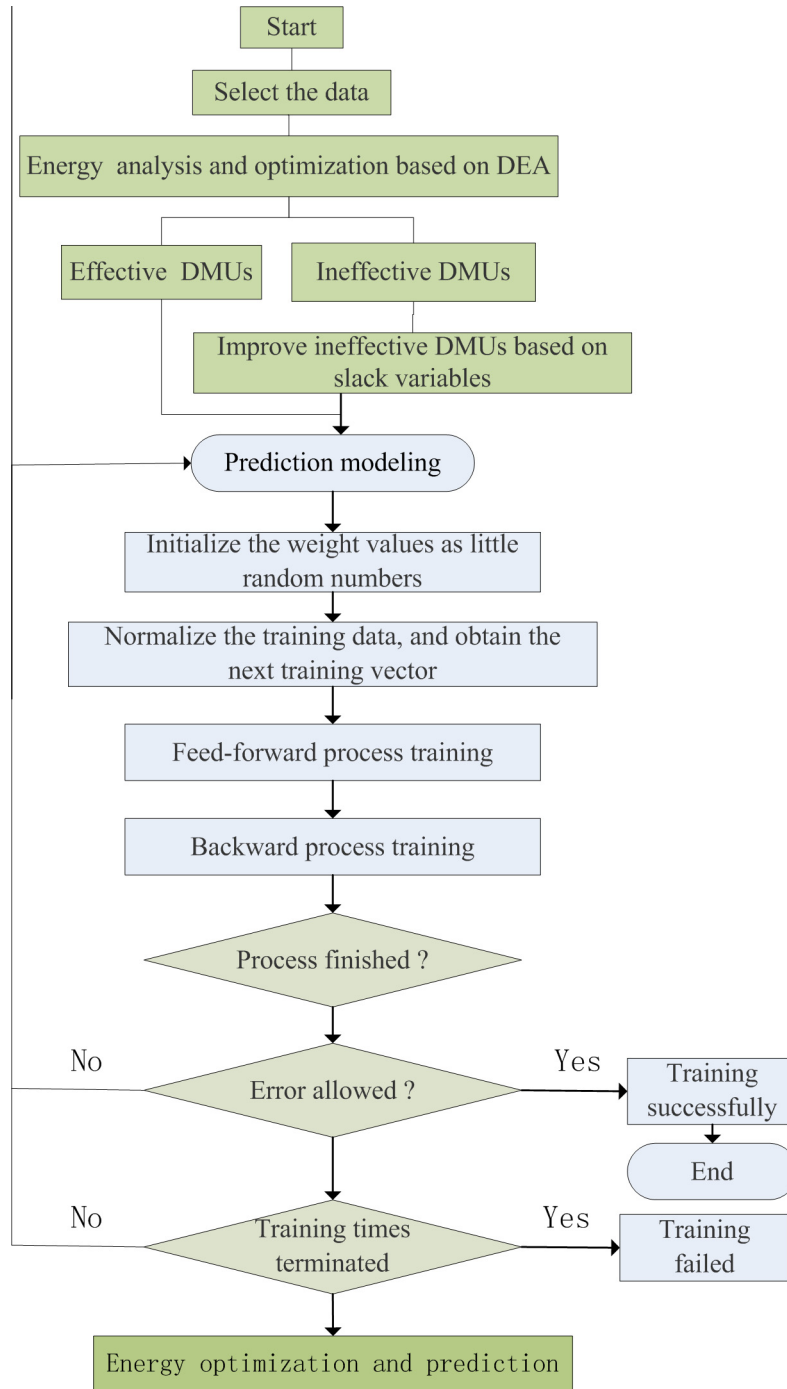 Start
Select the data
Energy analysis and optimization based on DEA
Effective DMUs
Ineffective DMUs
Improve ineffective DMUs based on
slack variables
Prediction modeling
Initialize the weight values as little
random numbers
Normalize the training data, and obtain the
next training vector
Feed-forward process training
Backward process training
Process finished ?
No
Error allowed ?
Yes
Training
successfully
End
No
Training times
terminated
Yes
Training
failed
Energy optimization and prediction